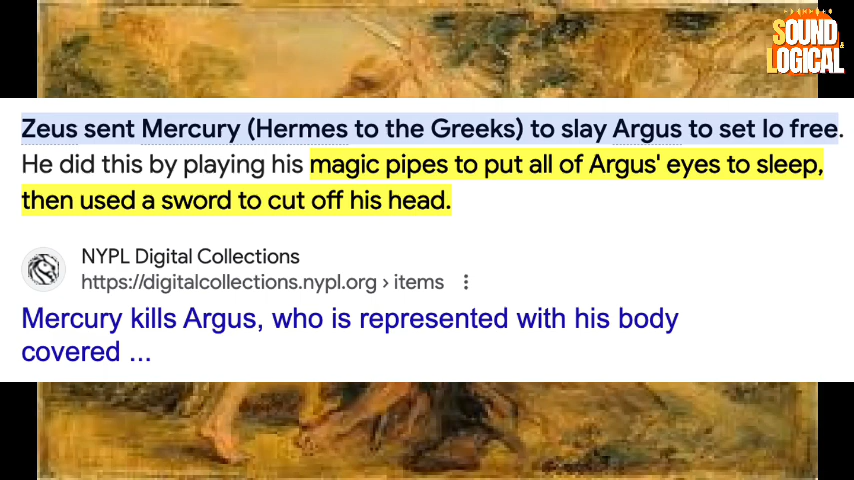 SOUND &
LOGICAL
Zeus sent Mercury (Hermes to the Greeks) to slay Argus to set Io free.
He did this by playing his magic pipes to put all of Argus' eyes to sleep,
then used a sword to cut off his head.
NYPL Digital Collections
https://digitalcollections.nypl.org › items
Mercury kills Argus, who is represented with his body
covered ...